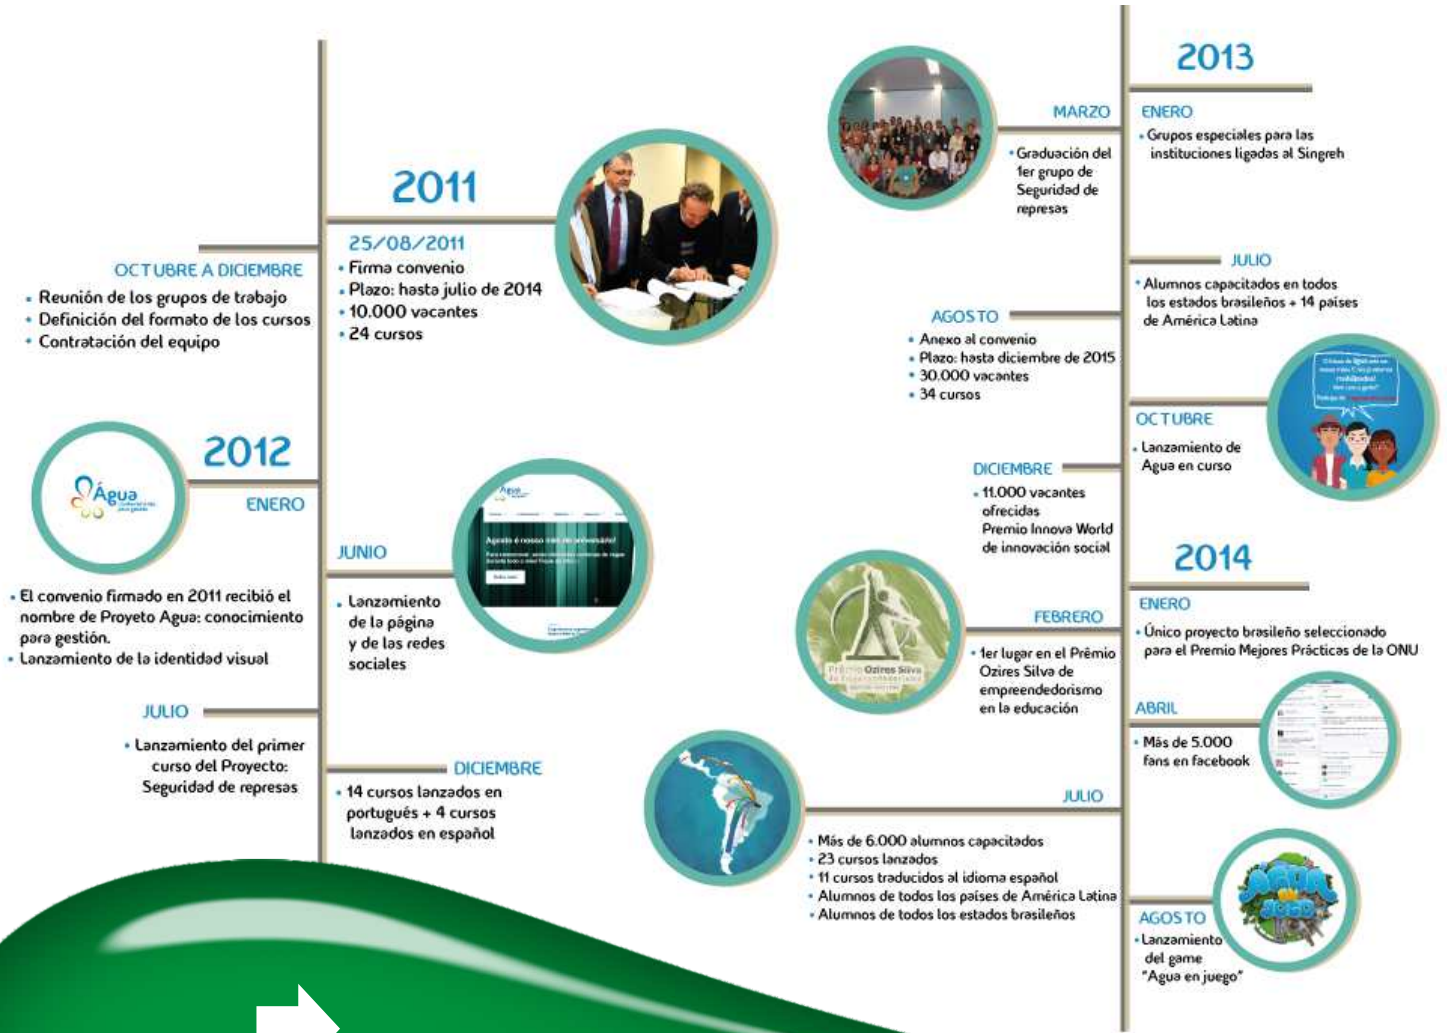 2011
25/08/2011
• Firma convenio
• Plazo: hasta julio de 2014
• 10.000 vacantes
• 24 cursos
OCTUBRE A DICIEMBRE
• Reunión de los grupos de trabajo
• Definición del formato de los cursos
• Contratación del equipo
2012
ENERO
Água
• El convenio firmado en 2011 recibió el
nombre de Proyeto Agua: conocimiento
para gestión.
• Lanzamiento de la identidad visual
JUNIO
• Lanzamiento
de la página
y de las redes
sociales
Agosto é nosso mês de aniversário!
JULIO
• Lanzamiento del primer
curso del Proyecto:
Seguridad de represas
DICIEMBRE
• 14 cursos lanzados en
portugués + 4 cursos
lanzados en español
2013
ENERO
• Grupos especiales para las
instituciones ligadas al Singreh
MARZO
• Graduación del
1er grupo de
Seguridad de
represas
JULIO
• Alumnos capacitados en todos
los estados brasileños + 14 países
de América Latina
AGOSTO
• Anexo al convenio
• Plazo: hasta diciembre de 2015
• 30.000 vacantes
• 34 cursos
OCTUBRE
• Lanzamiento de
Agua en curso
DICIEMBRE
• 11.000 vacantes
ofrecidas
Premio Innova World
de innovación social
2014
ENERO
• Único proyecto brasileño seleccionado
para el Premio Mejores Prácticas de la ONU
FEBRERO
• 1er lugar en el Prêmio
Ozires Silva de
empreendedorismo
en la educación
Prêmio Ozires Silva
ABRIL
• Más de 5.000
fans en facebook
JULIO
• Más de 6.000 alumnos capacitados
• 23 cursos lanzados
• 11 cursos traducidos al idioma español
• Alumnos de todos los países de América Latina
• Alumnos de todos los estados brasileños
AGOSTO
• Lanzamiento
del game
"Agua en juego"
ÁGUA
EM
JOGO